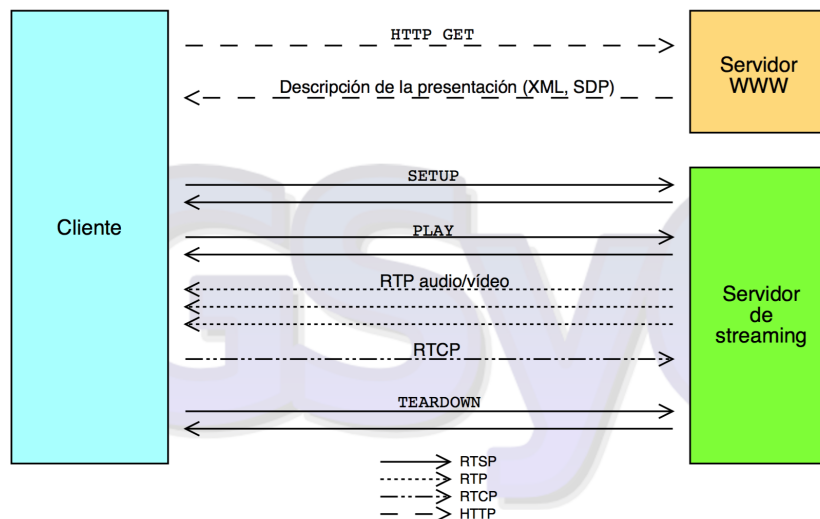 HTTP GET
Servidor
WWW
Descripción de la presentación (XML, SDP)
SETUP
Cliente
PLAY
RTP audio/vídeo
Servidor
de
streaming
RTCP
TEARDOWN
RTSP
RTP
RTCP
HTTP
GSyC